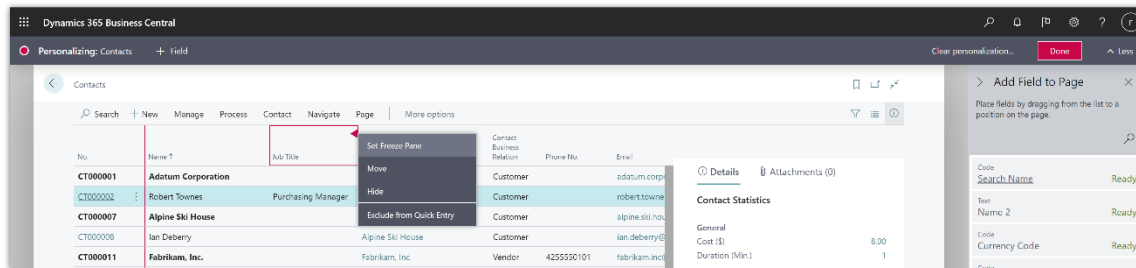 Dynamics 365 Business Central
Personalizing: Contacts + Field Clear personalization... Done Less
Contacts
Search + New Manage Process Contact Navigate Page More options
No. Name ↑ Job Title Contact Business Relation Phone No. Email
CT000001 Adatum Corporation Customer adatum.corp
CT000002 Robert Townes Purchasing Manager Customer robert.towne
CT000007 Alpine Ski House Customer alpine.ski.hou
CT000008 Ian Deberry Alpine Ski House Customer ian.deberry@
CT000011 Fabrikam, Inc. Fabrikam, Inc. Vendor 4255550101 fabrikam.inc@
Set Freeze Pane
Move
Hide
Exclude from Quick Entry
Details Attachments (0)
Contact Statistics
General
Cost ($) 8.00
Duration (Min.) 1
Add Field to Page
Place fields by dragging from the list to a
position on the page.
Code
Search Name Ready
Text
Name 2 Ready
Code
Currency Code Ready